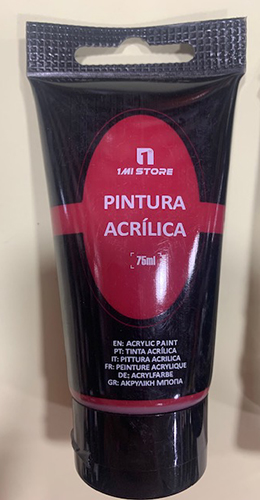 1MI STORE
PINTURA
ACRÍLICA
75ml
EN: ACRYLIC PAINT
PT: TINTA ACRÍLICA
IT: PITTURA ACRILICA
FR: PEINTURE ACRYLIQUE
DE: ACRYLFARBE
GR: ΑΚΡΥΛΙΚΗ ΜΠΟΓΙΑ